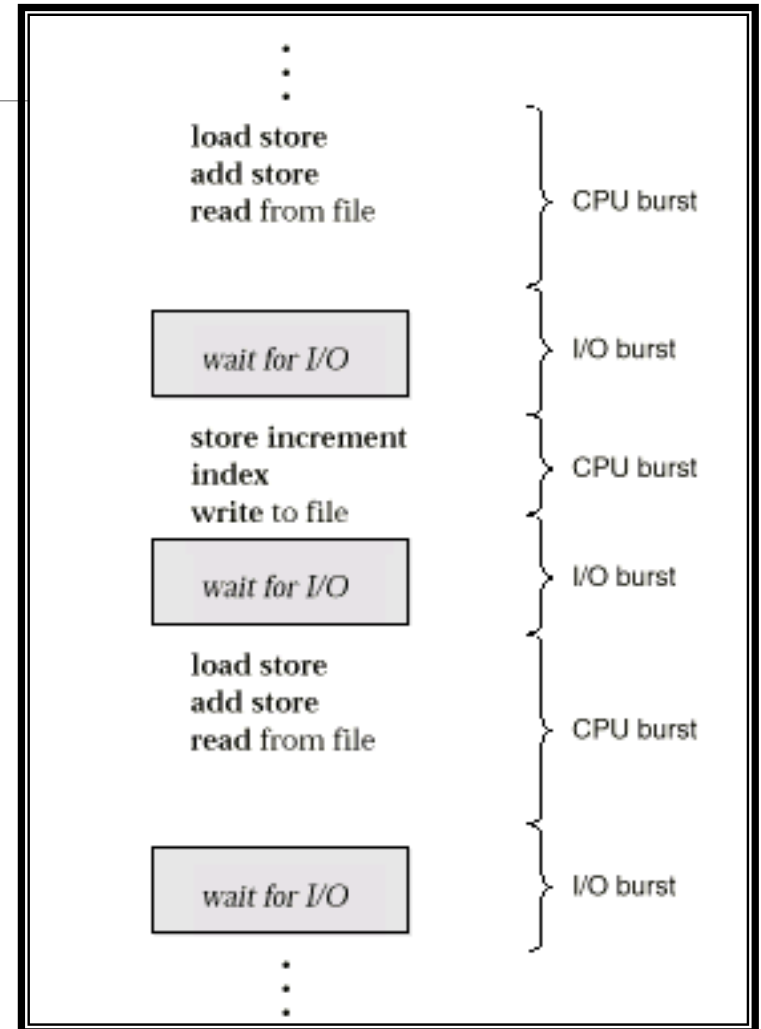 load store
add store
read from file
CPU burst
wait for I/O
I/O burst
store increment
index
write to file
CPU burst
wait for I/O
I/O burst
load store
add store
read from file
CPU burst
wait for I/O
I/O burst